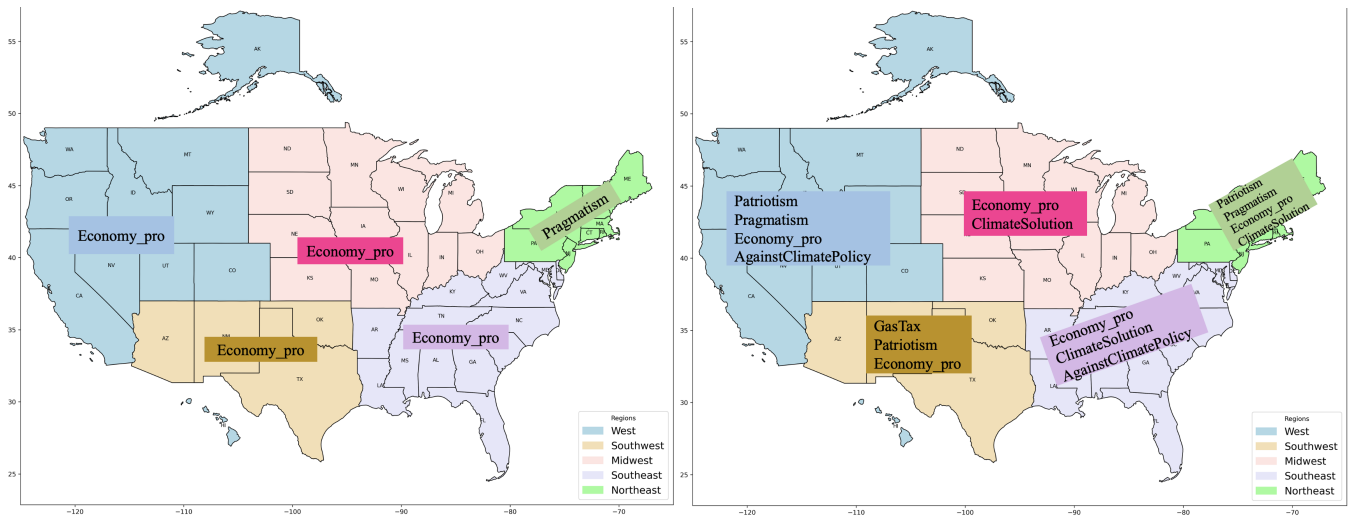 55
50
45
40
35
30
25
−120
−110
−100
−90
−80
−70
AK
WA
MT
ND
MN
OR
ID
WY
SD
WI
MI
ME
IA
NE
NV
UT
CO
CA
KS
MO
IL
IN
OH
PA
MA
CT
WV
KY
VA
NC
TN
AR
OK
AZ
TX
MS
AL
GA
LA
FL
Economy_pro
Economy_pro
Pragmatism
Economy_pro
Economy_pro
Regions
West
Southwest
Midwest
Southeast
Northeast
55
50
45
40
35
30
25
−120
−110
−100
−90
−80
−70
AK
WA
MT
ND
MN
WI
MI
ME
CO
CA
KS
MO
IL
IN
OH
PA
WV
KY
VA
OK
AZ
TX
AR
GA
LA
FL
Patriotism
Pragmatism
Economy_pro
AgainstClimatePolicy
Economy_pro
ClimateSolution
Patriotism
Pragmatism
Economy_pro
ClimateSolution
GasTax
Patriotism
Economy_pro
Economy_pro
ClimateSolution
AgainstClimatePolicy
Regions
West
Southwest
Midwest
Southeast
Northeast